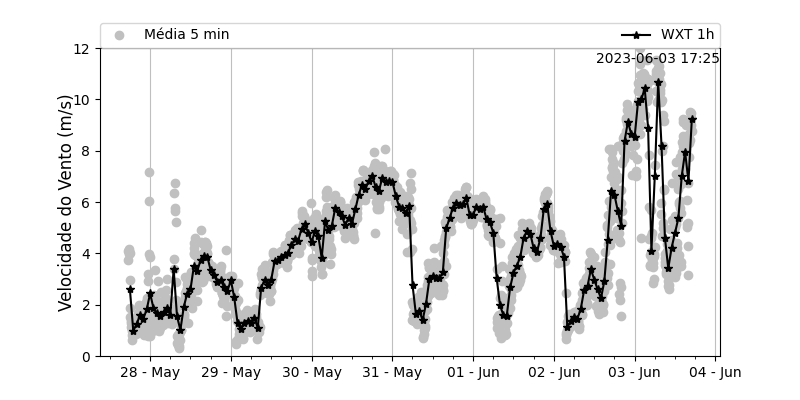 Média 5 min
WXT 1h
2023-06-03 17:25
Velocidade do Vento (m/s)
12
10
8
6
4
2
0
28 - May
29 - May
30 - May
31 - May
01 - Jun
02 - Jun
03 - Jun
04 - Jun